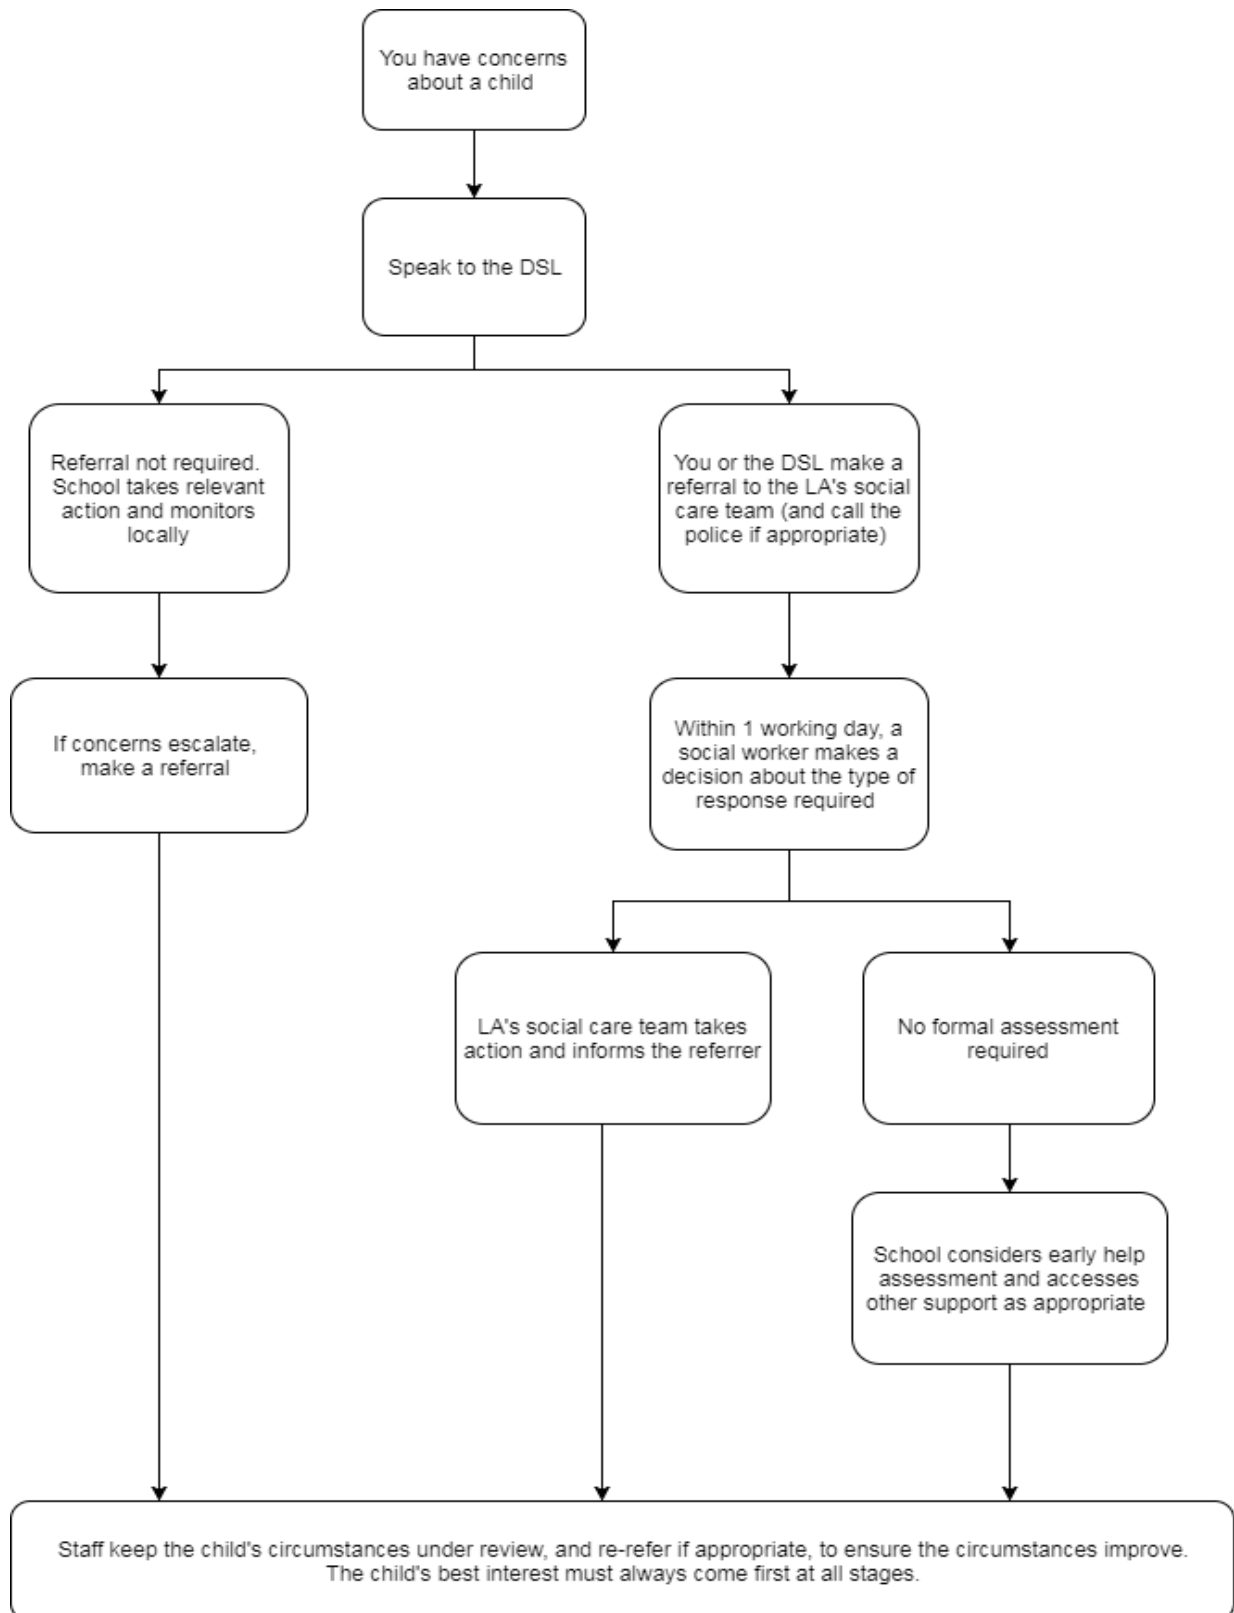 You have concerns
about a child
Speak to the DSL
Referral not required.
School takes relevant
action and monitors
locally
You or the DSL make a
referral to the LA's social
care team (and call the
police if appropriate)
If concerns escalate,
make a referral
Within 1 working day, a
social worker makes a
decision about the type of
response required
LA's social care team takes
action and informs the referrer
No formal assessment
required
School considers early help
assessment and accesses
other support as appropriate
Staff keep the child's circumstances under review, and re-refer if appropriate, to ensure the circumstances improve.
The child's best interest must always come first at all stages.